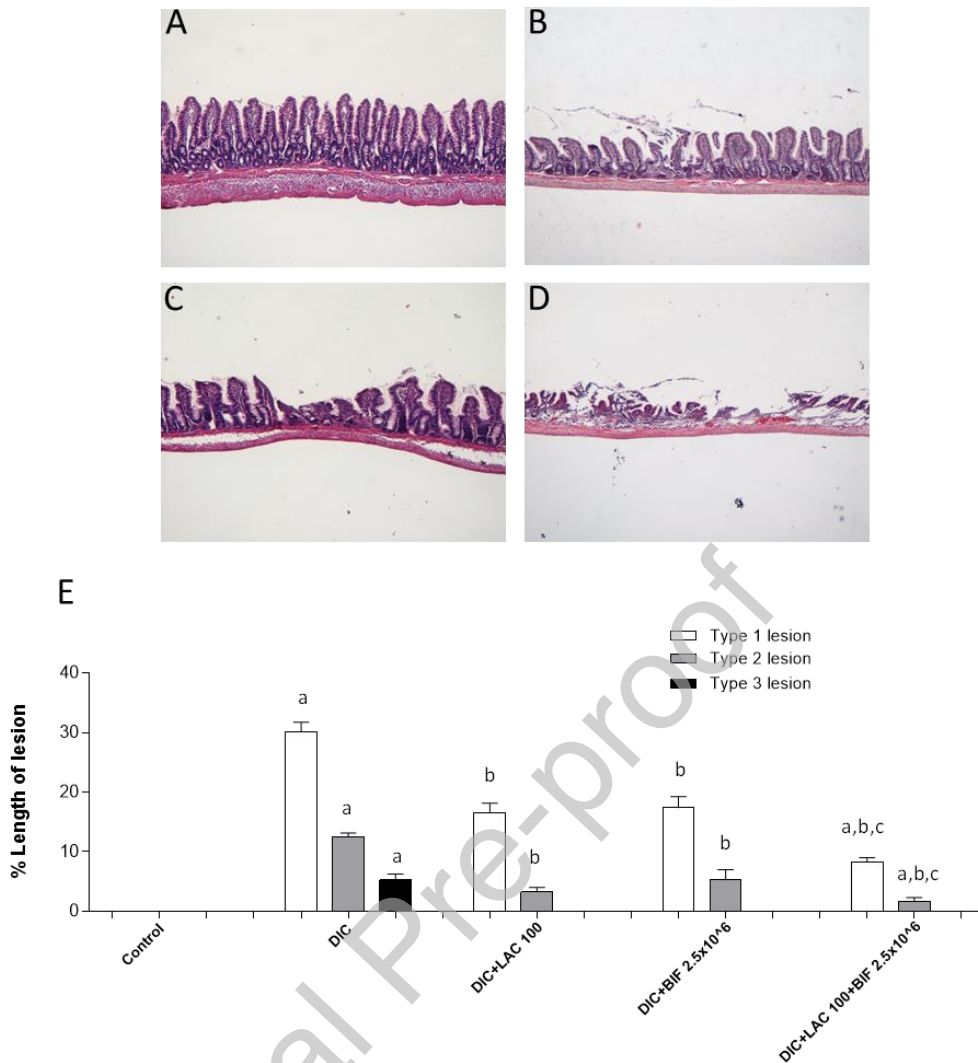 A
B
C
D
E
Type 1 lesion
Type 2 lesion
Type 3 lesion
% Length of lesion
40
30
20
10
0
a
a
a
b
b
b
b
a,b,c
a,b,c
Control
DIC
DIC+LAC 100
DIC+BIF 2.5x10^6
DIC+LAC 100+BIF 2.5x10^6
al Pre-proof